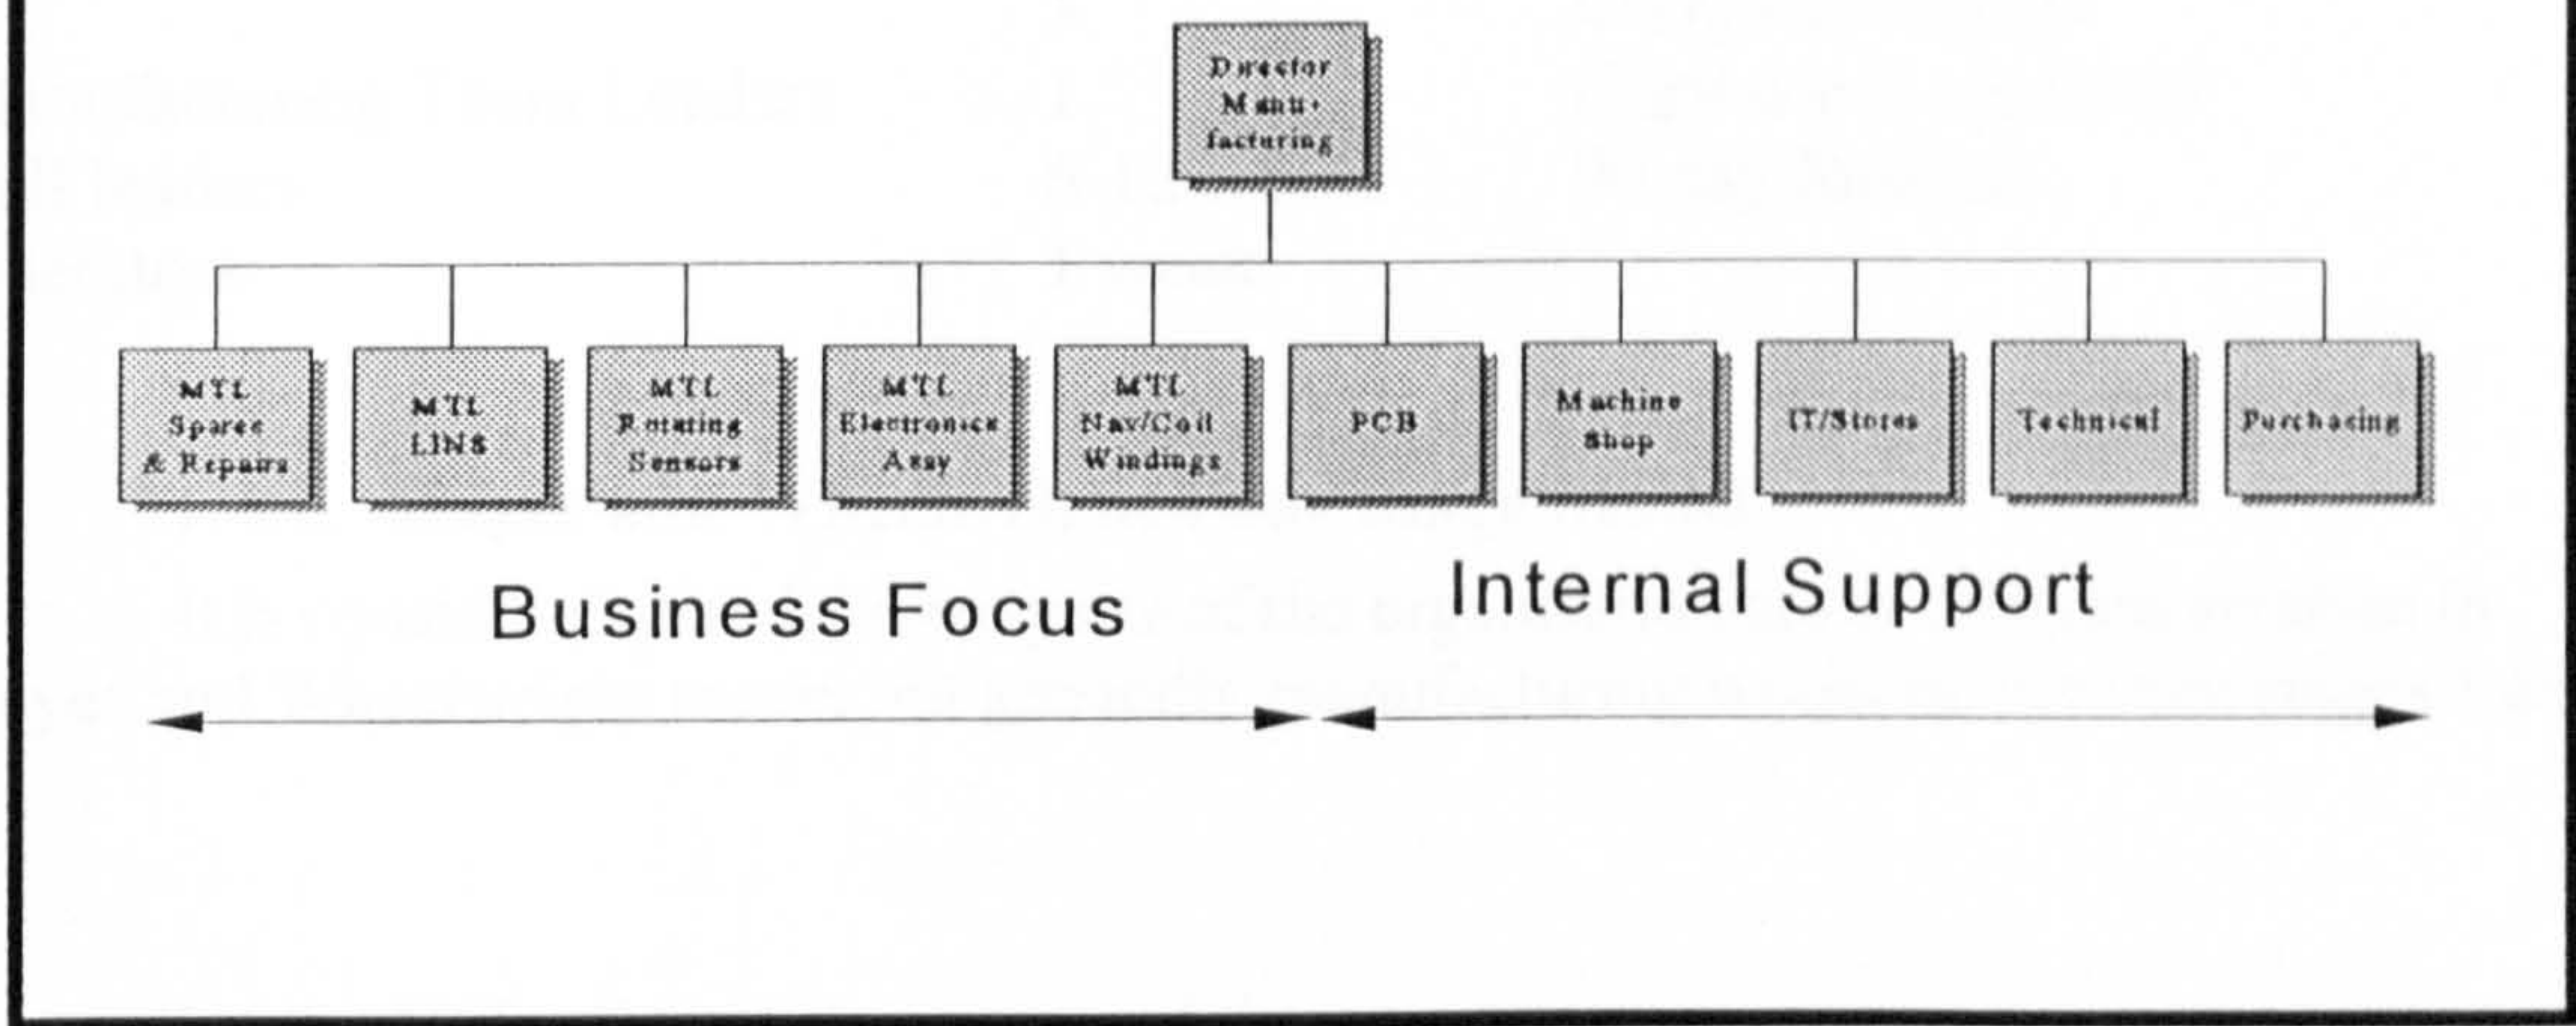 Director
Manu-
facturing
MTL
Spares
& Repairs
MTL
LINS
MTL
Rotating
Sensors
MTL
Electronics
Assy
MTL
Nav/Coil
Windings
PCB
Machine
Shop
IT/Stores
Technical
Purchasing
Business Focus
Internal Support